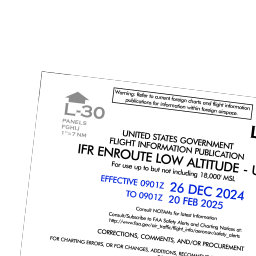 L-30
PANELS
FGHIJ
1"=7 NM
Warning: Refer to current foreign charts and flight information
publications for information within foreign airspace.
L
UNITED STATES GOVERNMENT
FLIGHT INFORMATION PUBLICATION
IFR ENROUTE LOW ALTITUDE - U
For use up to but not including 18,000' MSL
EFFECTIVE 0901Z 26 DEC 2024
TO 0901Z 20 FEB 2025
Consult NOTAMs for latest information
Consult/Subscribe to FAA Safety Alerts and Charting Notices at:
http://www.faa.gov/air_traffic/flight_info/aeronav/safety_alerts
CORRECTIONS, COMMENTS, AND/OR PROCUREMENT
FOR CHARTING ERRORS, OR FOR CHANGES, ADDITIONS, RECOMM